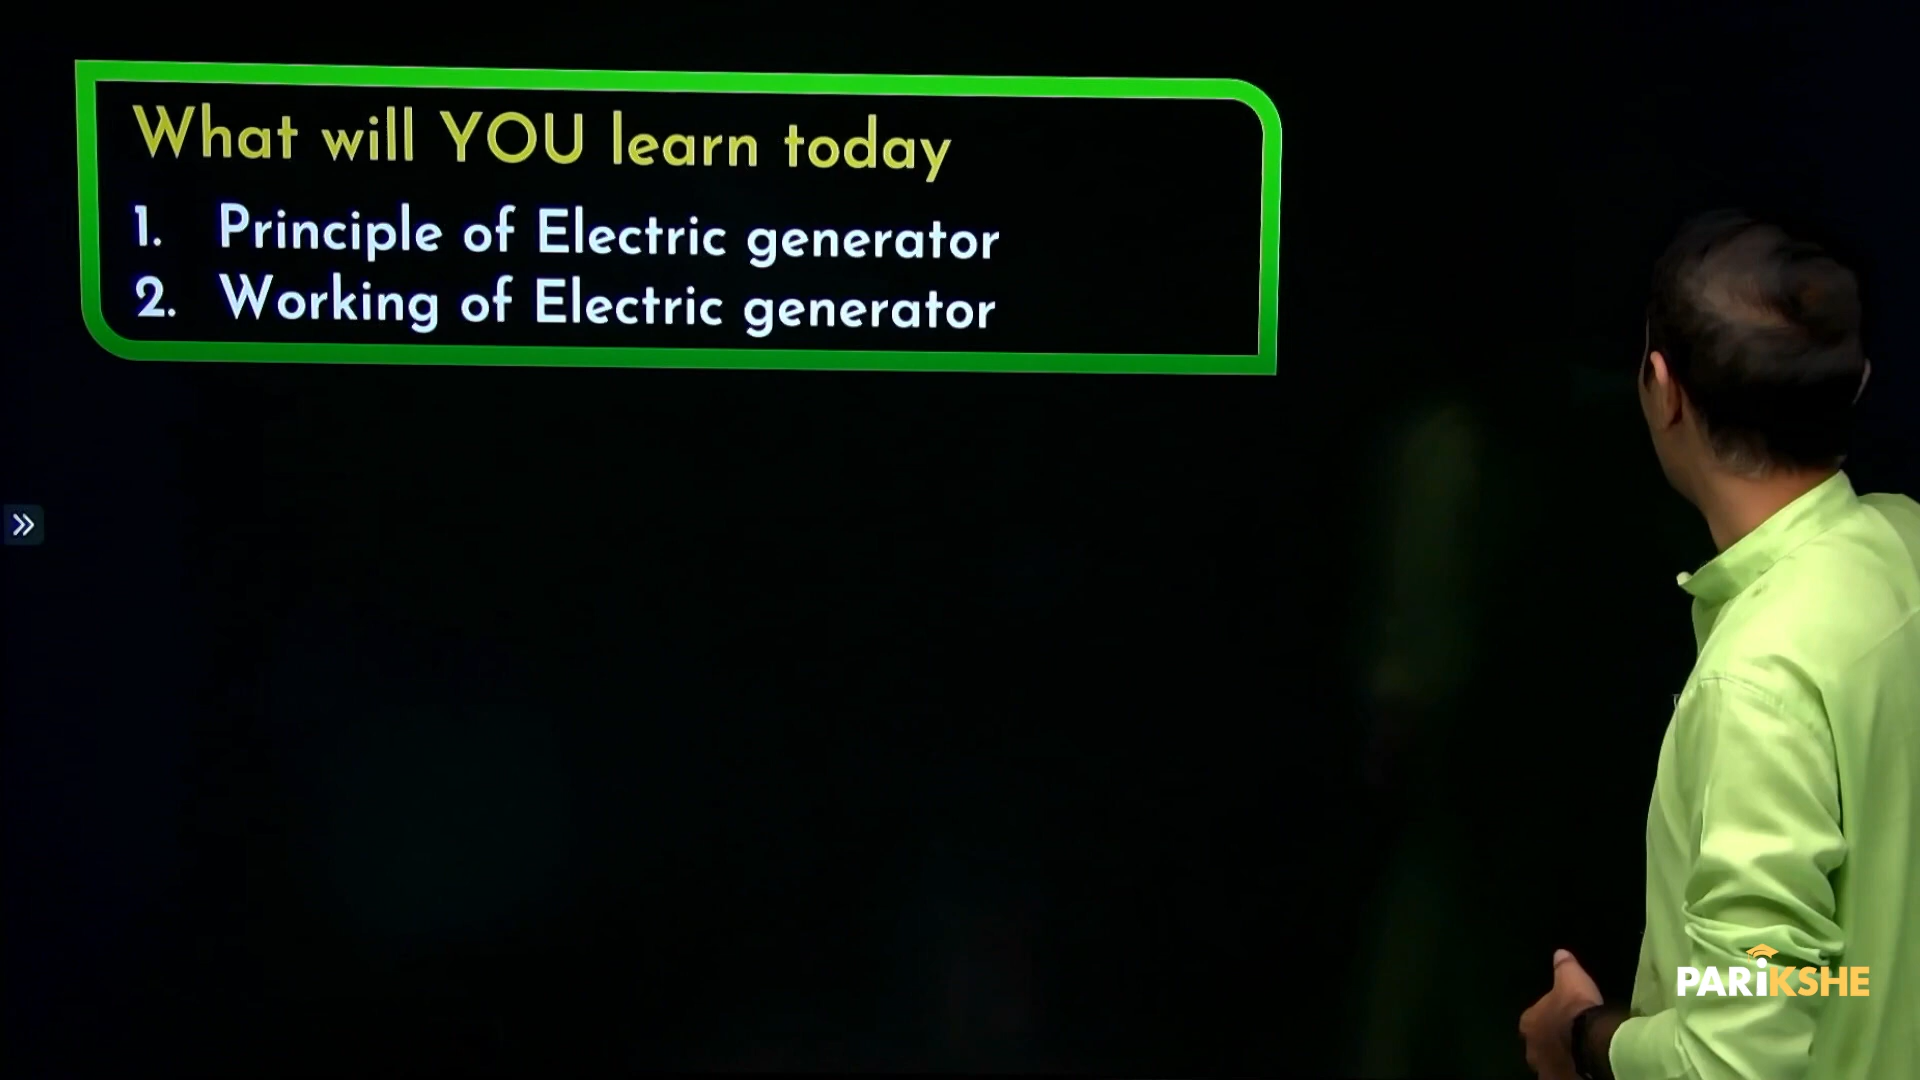 What will YOU learn today
1. Principle of Electric generator
2. Working of Electric generator
PARiKSHE